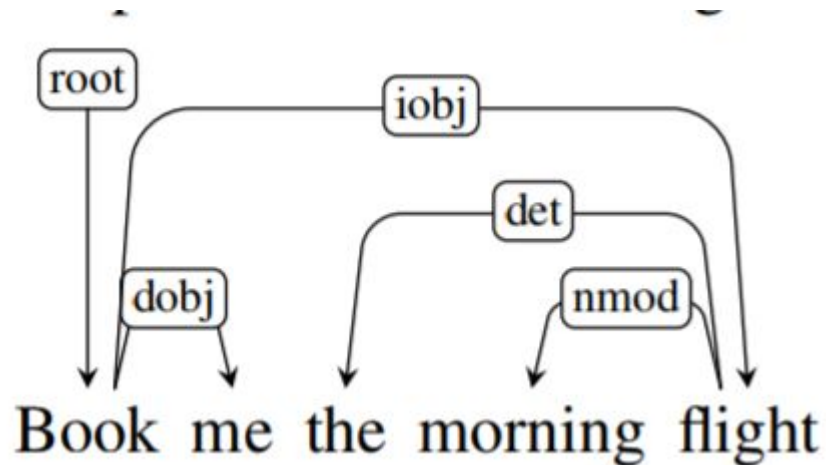 root
iobj
det
dobj nmod
Book me the morning flight